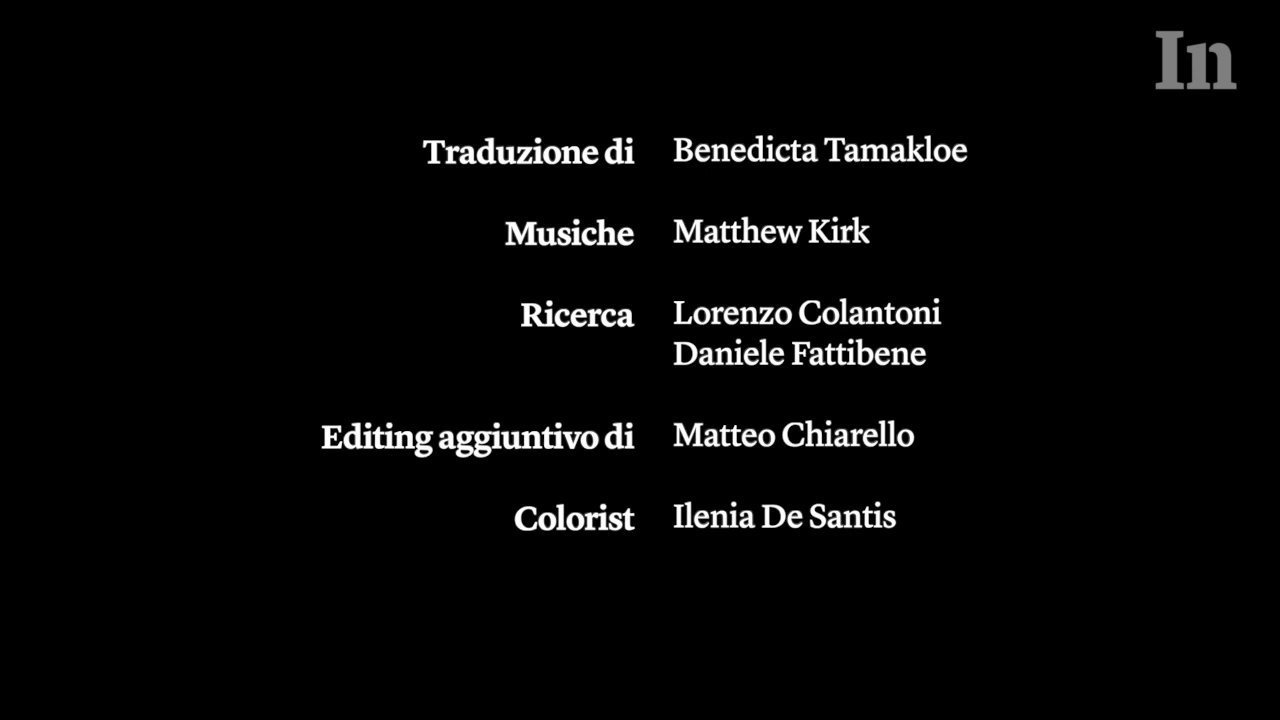 In
Traduzione di Benedicta Tamakloe
Musiche Matthew Kirk
Ricerca Lorenzo Colantoni
Daniele Fattibene
Editing aggiuntivo di Matteo Chiarello
Colorist Ilenia De Santis